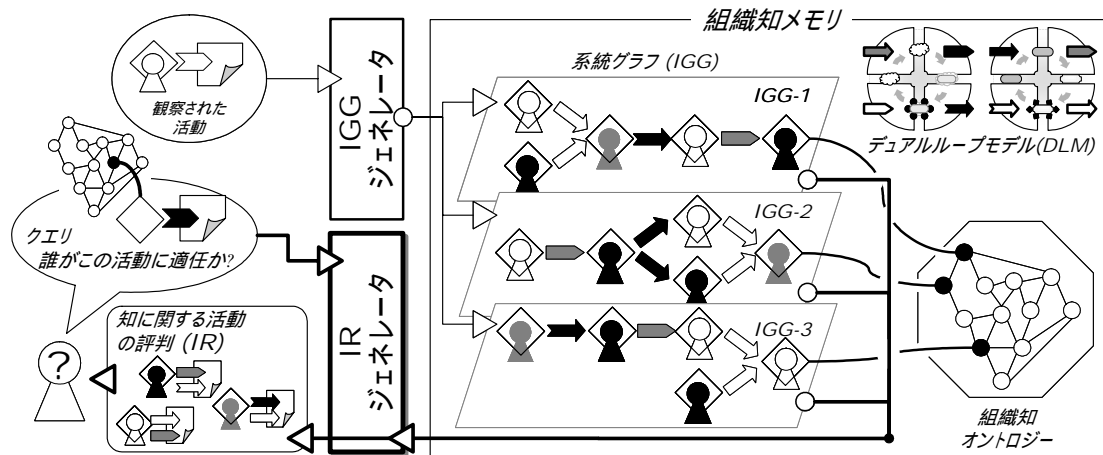 組織知メモリ
観察された
活動
IGG
ジェネレータ
系統グラフ (IGG)
IGG-1
デュアルループモデル(DLM)
クエリ
誰がこの活動に適任か?
IGG-2
IR
ジェネレータ
知に関する活動
の評判 (IR)
?
IGG-3
組織知
オントロジー